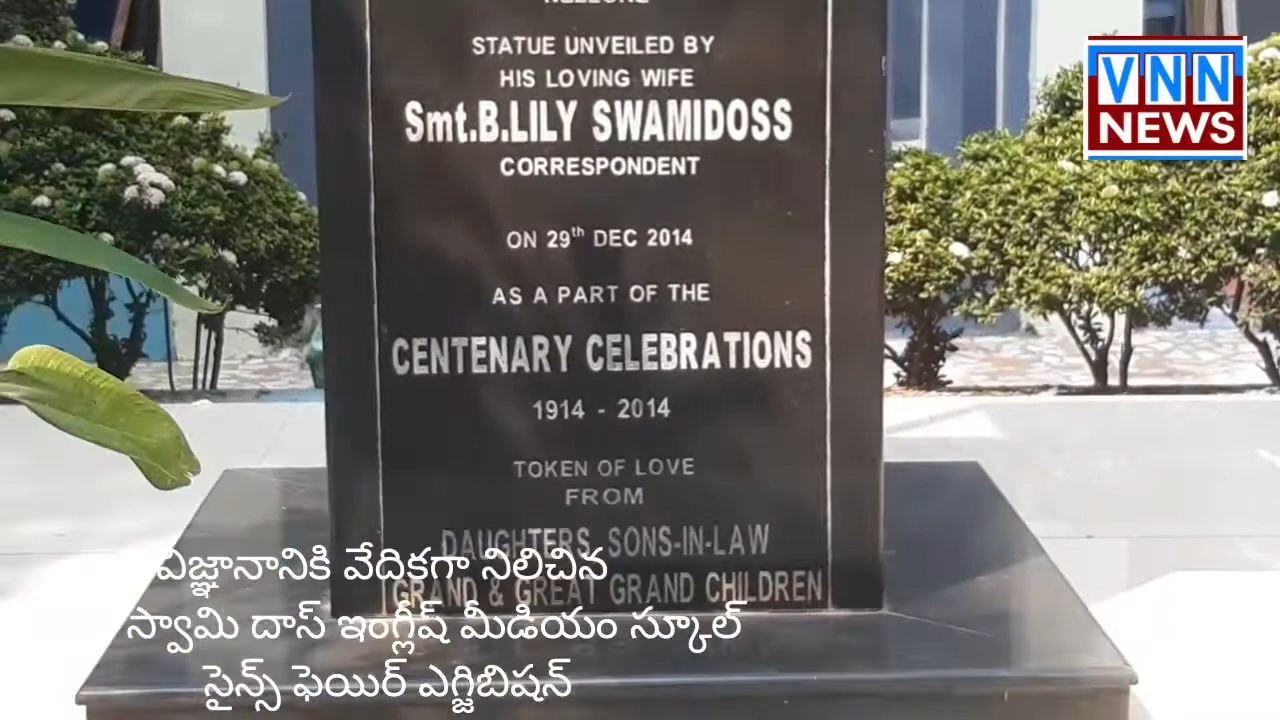 STATUE UNVEILED BY
HIS LOVING WIFE
Smt.B.LILY SWAMIDOSS
CORRESPONDENT
ON 29th DEC 2014
AS A PART OF THE
CENTENARY CELEBRATIONS
1914 - 2014
TOKEN OF LOVE
FROM
DAUGHTERS, SONS-IN-LAW
GRAND & GREAT GRAND CHILDREN
VNN
NEWS
విజ్ఞానానికి వేదికగా నిలిచిన
స్వామి దాస్ ఇంగ్లీష్ మీడియం స్కూల్
సైన్స్ ఫెయిర్ ఎగ్జిబిషన్